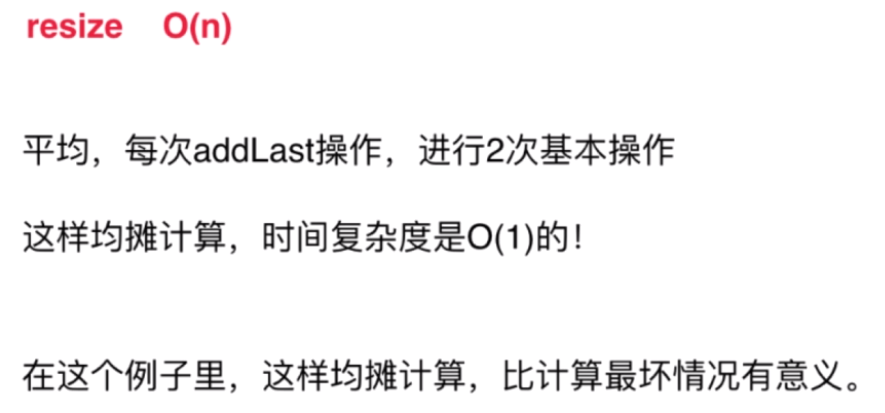 resize O(n)
平均，每次addLast操作，进行2次基本操作
这样均摊计算，时间复杂度是O(1)的！
在这个例子里，这样均摊计算，比计算最坏情况有意义。